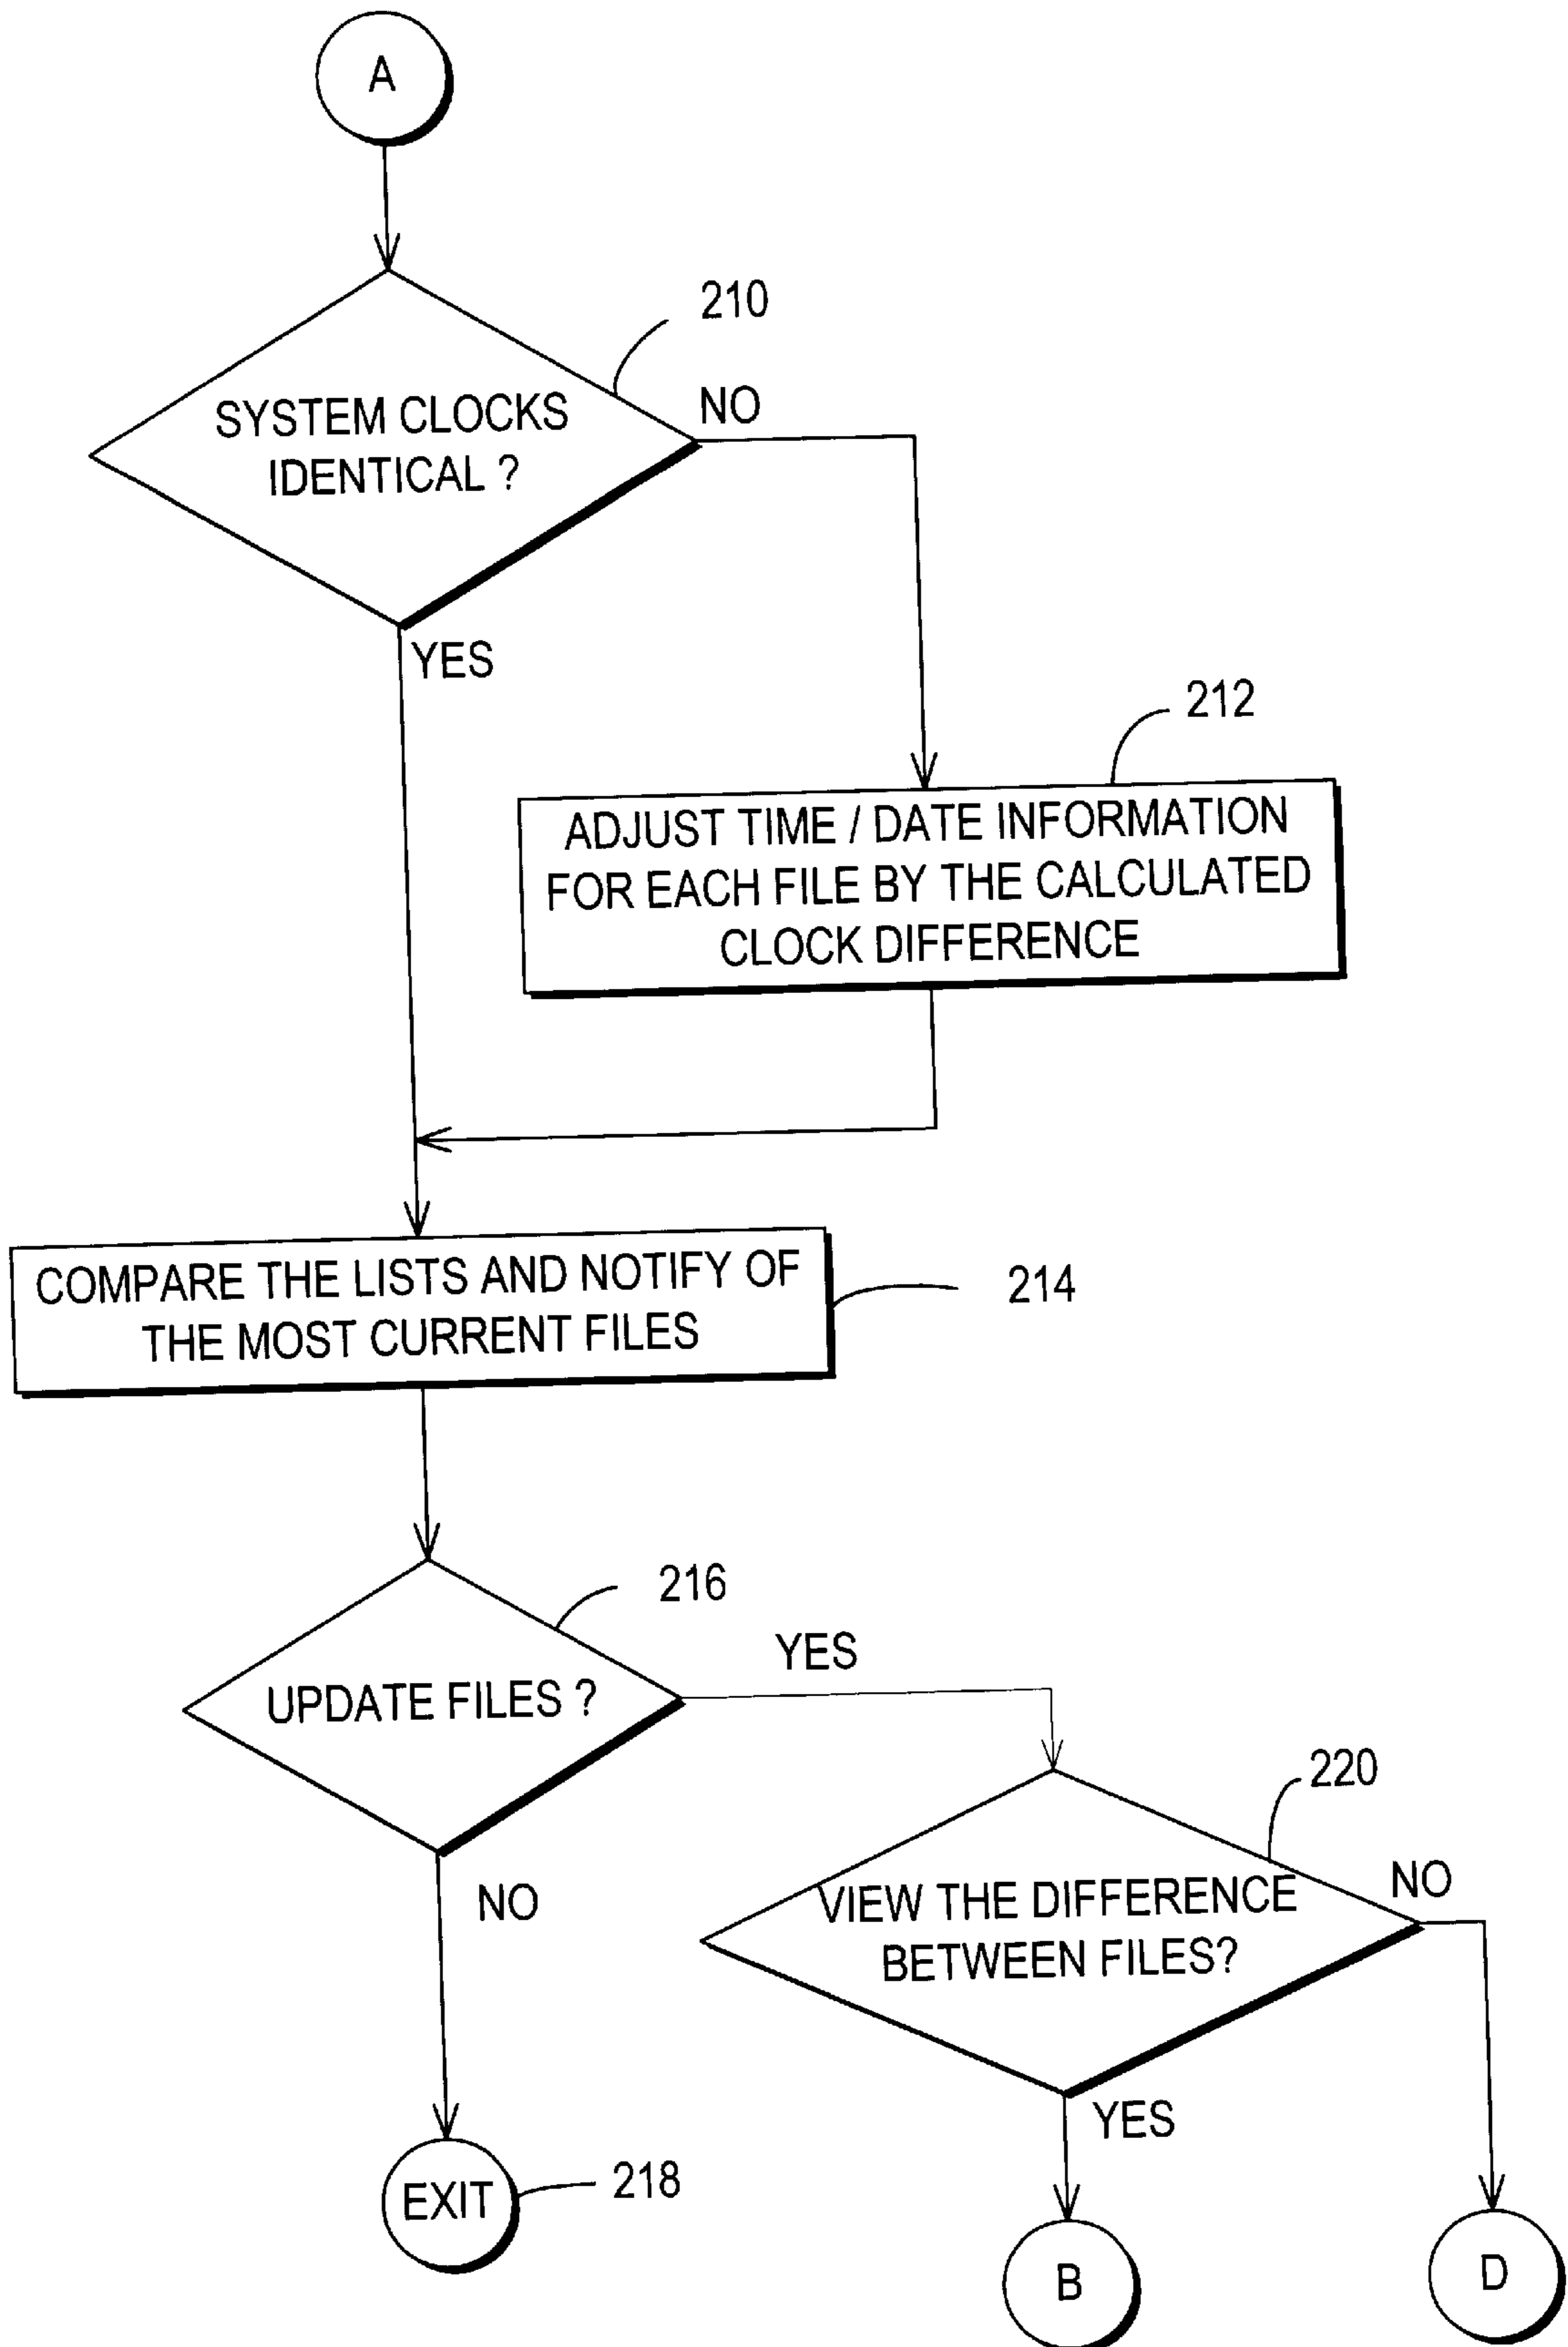 A
210
SYSTEM CLOCKS
IDENTICAL ?
NO
YES
212
ADJUST TIME / DATE INFORMATION
FOR EACH FILE BY THE CALCULATED
CLOCK DIFFERENCE
COMPARE THE LISTS AND NOTIFY OF
THE MOST CURRENT FILES
214
216
UPDATE FILES ?
YES
NO
220
VIEW THE DIFFERENCE
BETWEEN FILES?
NO
YES
EXIT
218
B
D